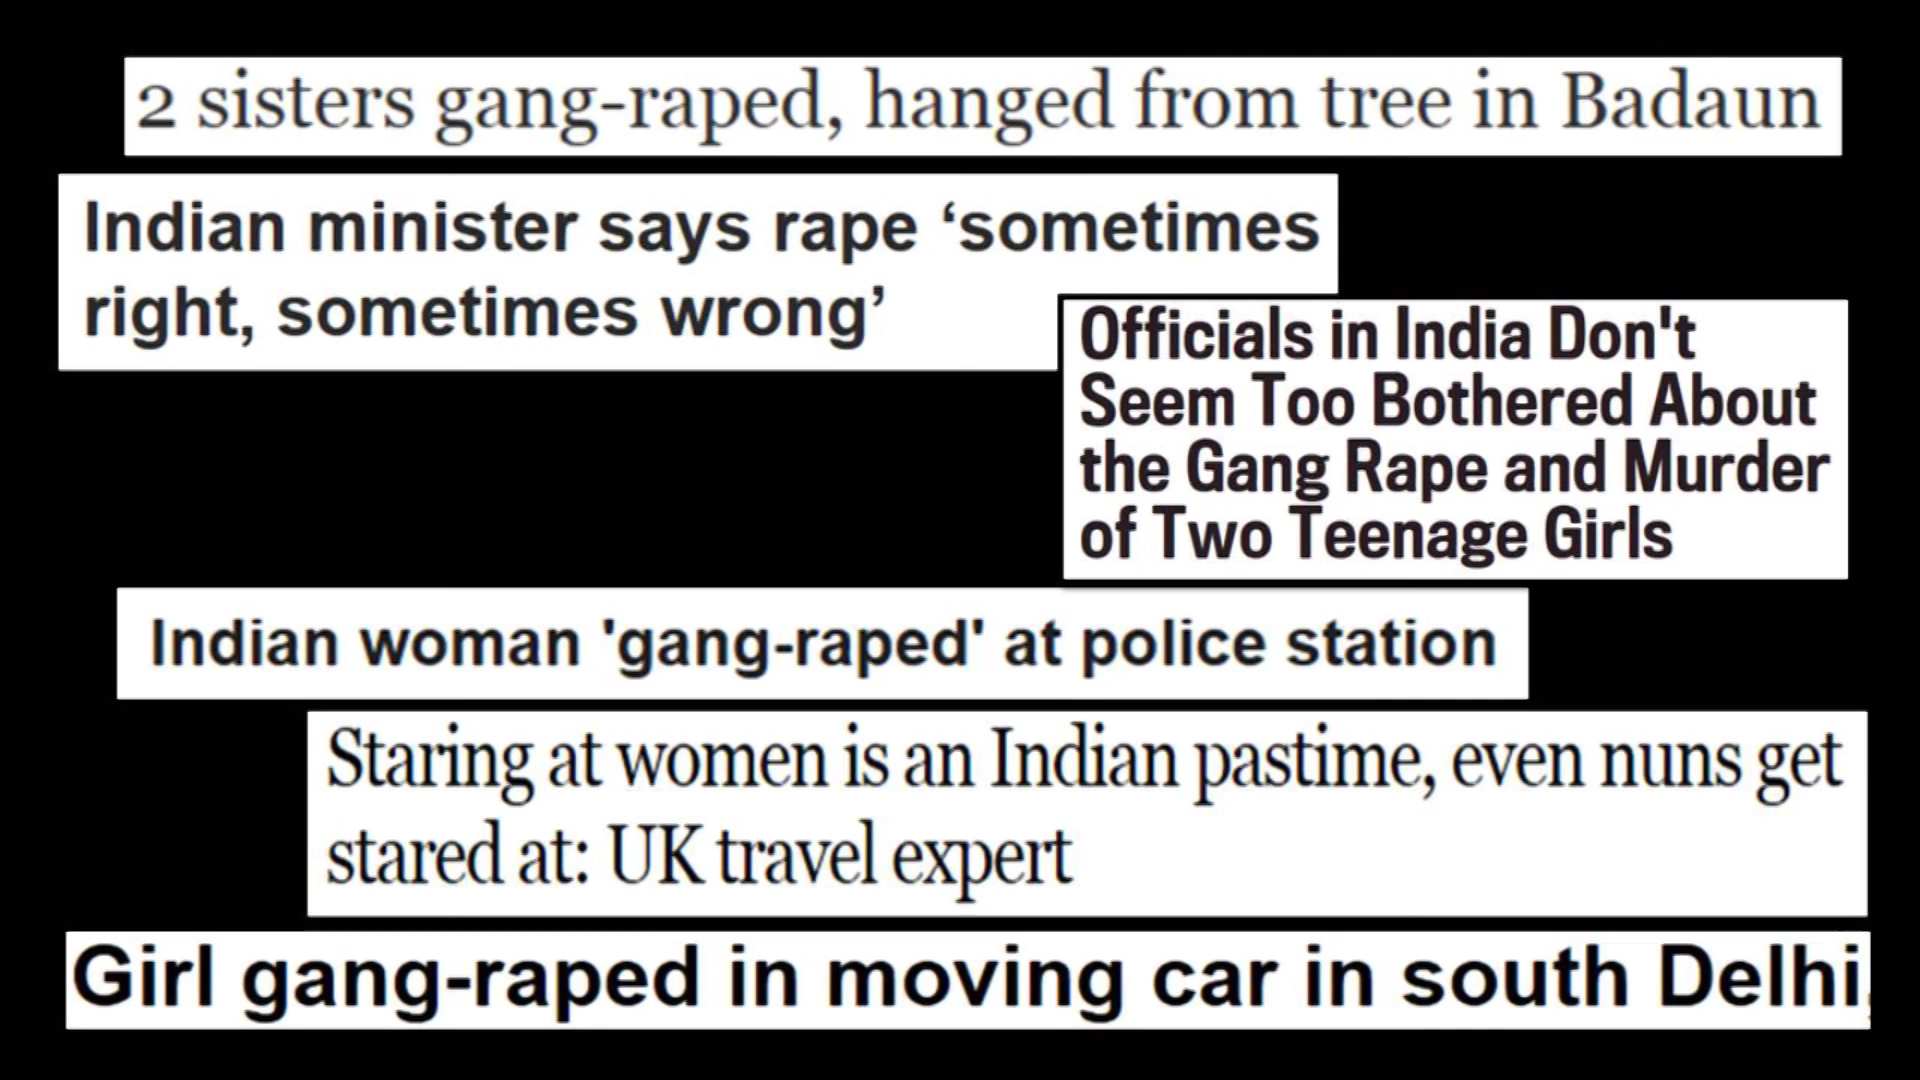 2 sisters gang-raped, hanged from tree in Badaun
Indian minister says rape ‘sometimes
right, sometimes wrong’
Officials in India Don't
Seem Too Bothered About
the Gang Rape and Murder
of Two Teenage Girls
Indian woman 'gang-raped' at police station
Staring at women is an Indian pastime, even nuns get
stared at: UK travel expert
Girl gang-raped in moving car in south Delhi,